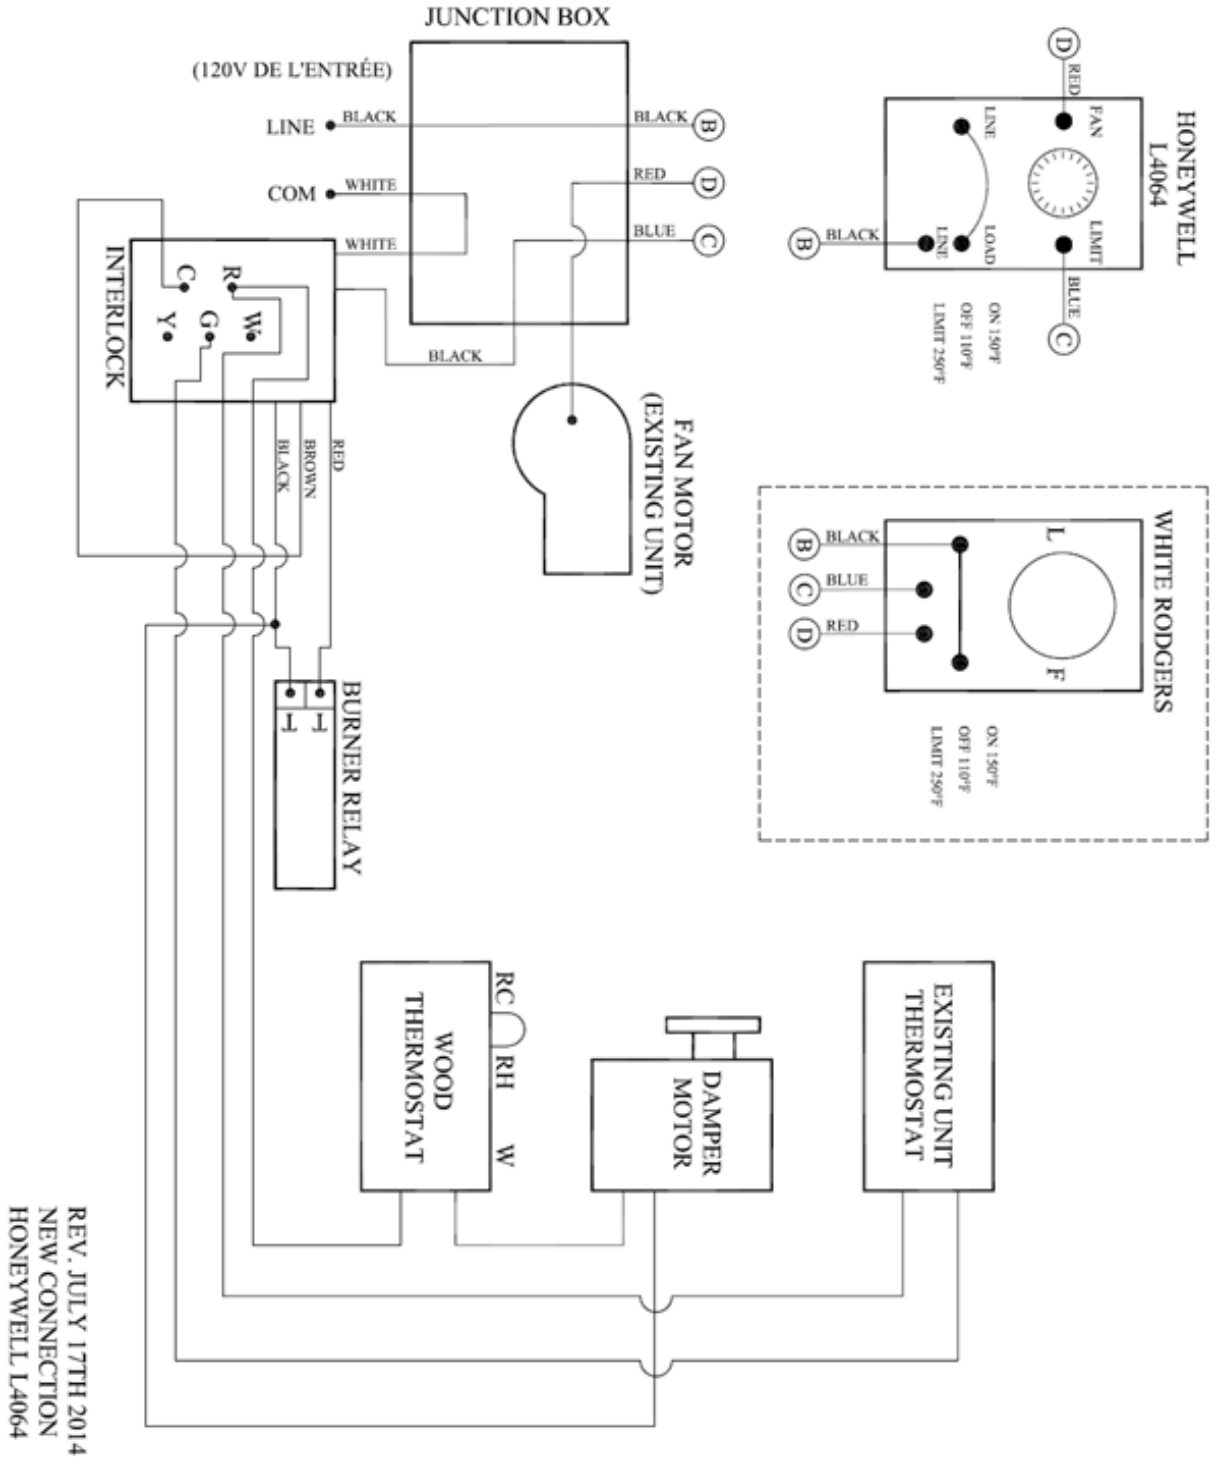 JUNCTION BOX
(120V DE L'ENTRÉE)
LINE
BLACK
BLACK
B
COM
WHITE
RED
D
WHITE
BLUE
C
BLACK
INTERLOCK
C
R
Y
G
W
RED
BROWN
BLACK
FAN MOTOR
(EXISTING UNIT)
HONEYWELL
L4064
D
RED
FAN
LINE
LIMIT
LOAD
LINE
B
BLACK
BLUE
C
ON 150°F
OFF 110°F
LIMIT 250°F
WHITE RODGERS
L
F
B
BLACK
C
BLUE
D
RED
ON 150°F
OFF 110°F
LIMIT 250°F
BURNER RELAY
T
T
RC
RH
W
WOOD
THERMOSTAT
DAMPER
MOTOR
EXISTING UNIT
THERMOSTAT
REV. JULY 17TH 2014
NEW CONNECTION
HONEYWELL L4064